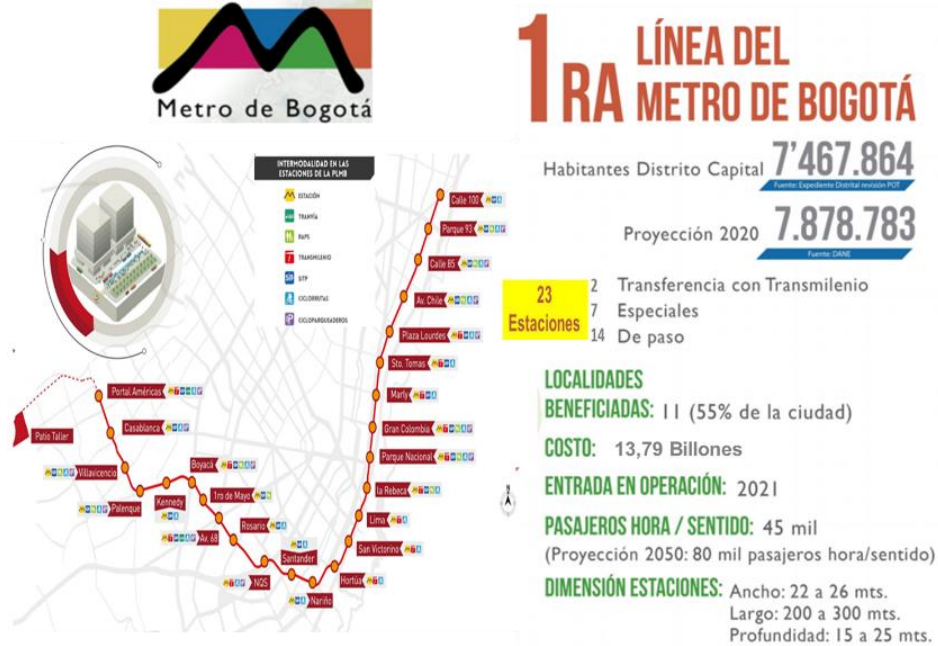 Metro de Bogotá
1RA LÍNEA DEL
METRO DE BOGOTÁ
Habitantes Distrito Capital 7'467.864
Fuente: Expediente Distrital revisión POT
Proyección 2020 7.878.783
Fuente: DANE
23
Estaciones
2 Transferencia con Transmilenio
7 Especiales
14 De paso
LOCALIDADES
BENEFICIADAS: 11 (55% de la ciudad)
COSTO: 13,79 Billones
ENTRADA EN OPERACIÓN: 2021
PASAJEROS HORA / SENTIDO: 45 mil
(Proyección 2050: 80 mil pasajeros hora/sentido)
DIMENSIÓN ESTACIONES: Ancho: 22 a 26 mts.
Largo: 200 a 300 mts.
Profundidad: 15 a 25 mts.
INTERMODALIDAD EN LAS
ESTACIONES DE LA PLMB
ESTACIÓN
TRANVÍA
RAPS
TRANSMILENIO
SITP
CICLORRUTAS
CICLOPARQUEADEROS
Calle 100
Parque 93
Calle 85
Av. Chile
Plaza Lourdes
Sto. Tomas
Marly
Gran Colombia
Parque Nacional
la Rebeca
Lima
San Victorino
Hortúa
Nariño
Santander
NQS
Rosario
Av. 68
1ro de Mayo
Boyacá
Kennedy
Palenque
Villavicencio
Casablanca
Portal Américas
Patio Taller
N